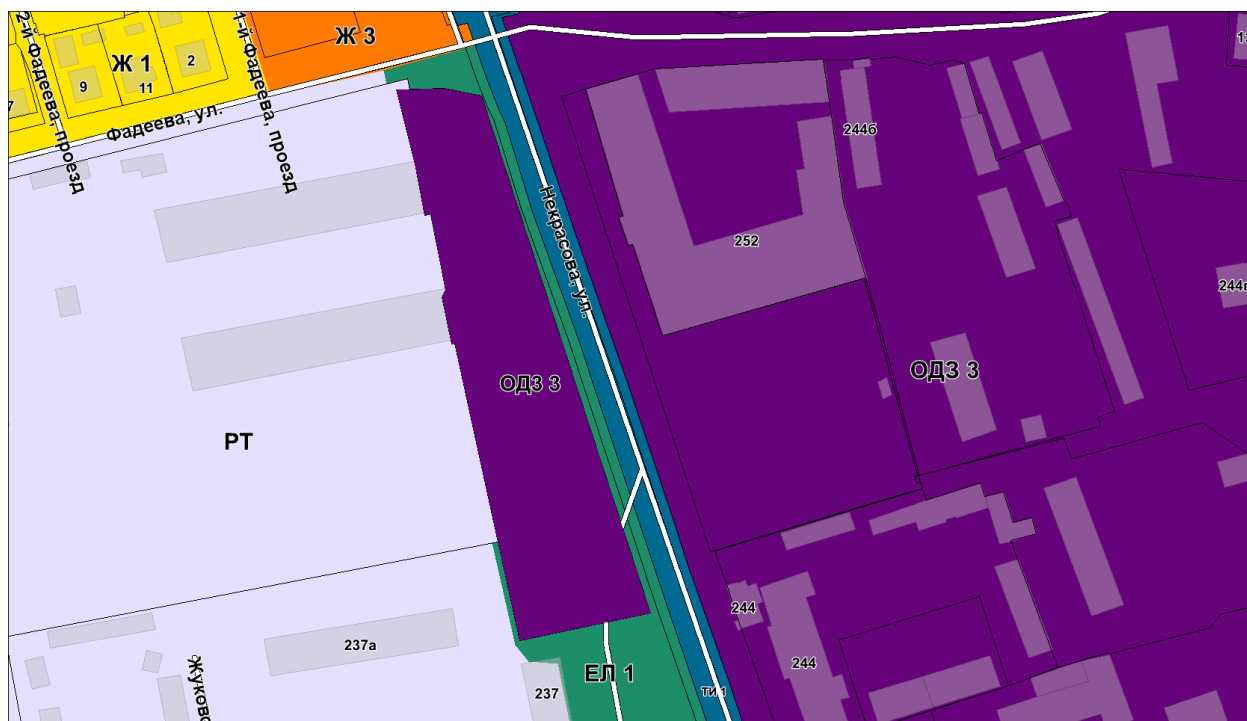 2-й Фадеева, проезд
1-й Фадеева, проезд
Ж 3
Ж 1
2
9
11
7
Фадеева, ул.
244б
Некрасова, ул.
252
244в
ОДЗ 3
ОДЗ 3
РТ
244
237а
244
ЕЛ 1
237
ТИ 1